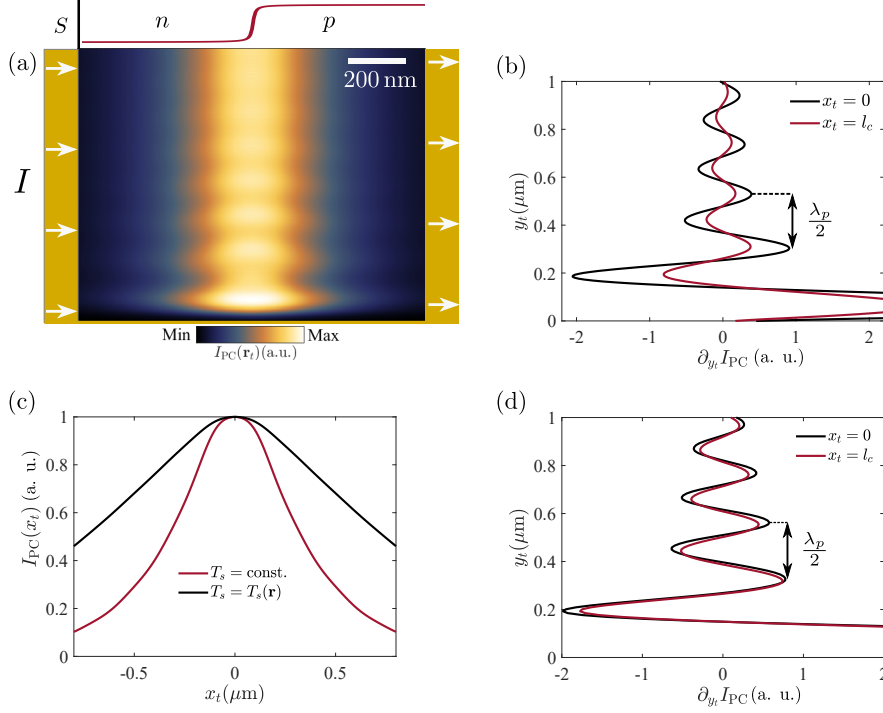 S n p
(a)
200 nm
I
Min Max
I_PC(r_t)(a.u.)
(b)
1
0.8
0.6
0.4
0.2
0
y_t(μm)
x_t = 0
x_t = l_c
λ_p
2
-2 -1 0 1 2
∂_{y_t} I_PC (a. u.)
(c)
1
0.8
0.6
0.4
0.2
0
I_PC(x_t) (a. u.)
T_s = const.
T_s = T_s(r)
-0.5 0 0.5
x_t(μm)
(d)
1
0.8
0.6
0.4
0.2
0
y_t(μm)
x_t = 0
x_t = l_c
λ_p
2
-2 -1 0 1 2
∂_{y_t} I_PC (a. u.)